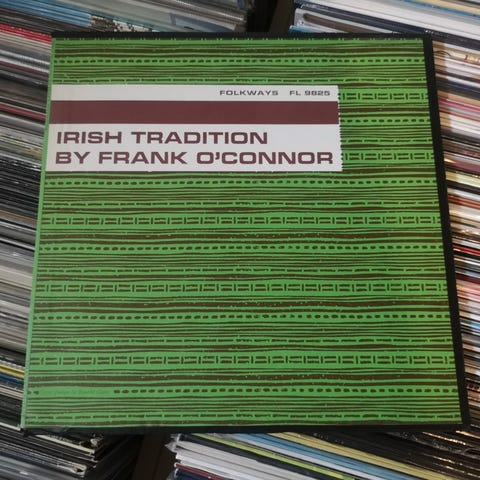 FOLKWAYS FL 9825
IRISH TRADITION
BY FRANK O'CONNOR